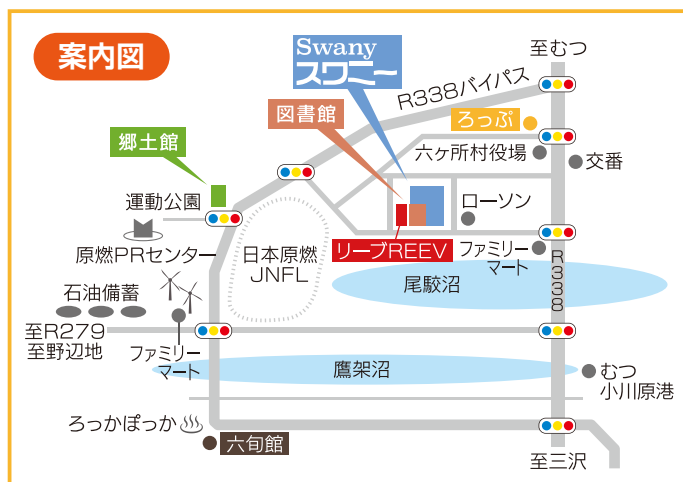 案内図
Swany
スワニー
至むつ
R338バイパス
図書館
ろっぷ
郷土館
六ヶ所村役場
交番
運動公園
ローソン
原燃PRセンター
日本原燃
JNFL
リーブREEV
ファミリー
マート
R338
尾駮沼
石油備蓄
至R279
至野辺地
ファミリー
マート
鷹架沼
むつ
小川原港
ろっかぽっか
六旬館
至三沢